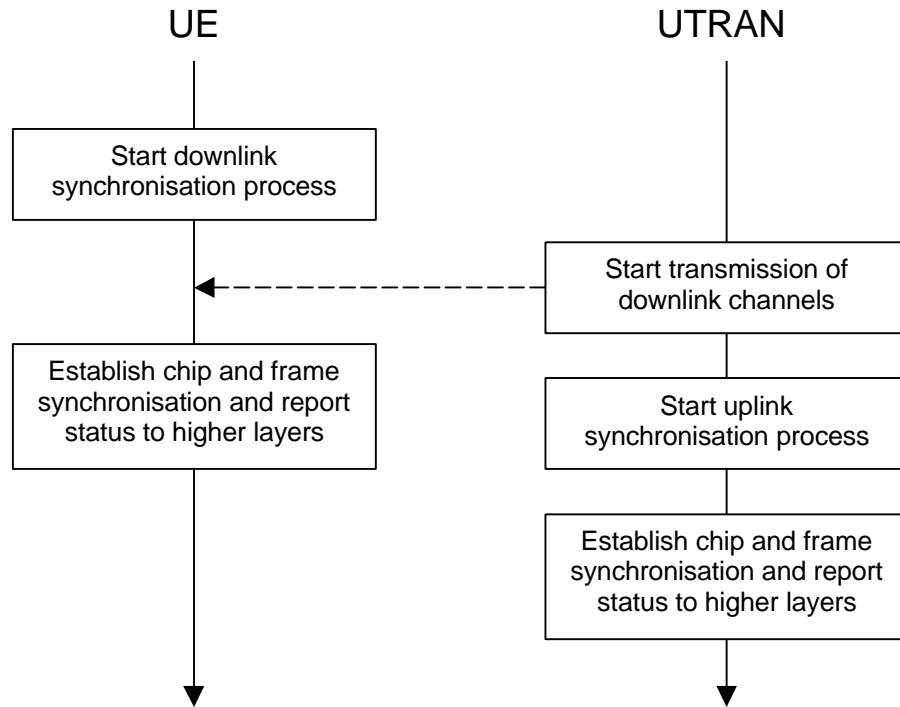 UE
UTRAN
Start downlink
synchronisation process
Start transmission of
downlink channels
Establish chip and frame
synchronisation and report
status to higher layers
Start uplink
synchronisation process
Establish chip and frame
synchronisation and report
status to higher layers